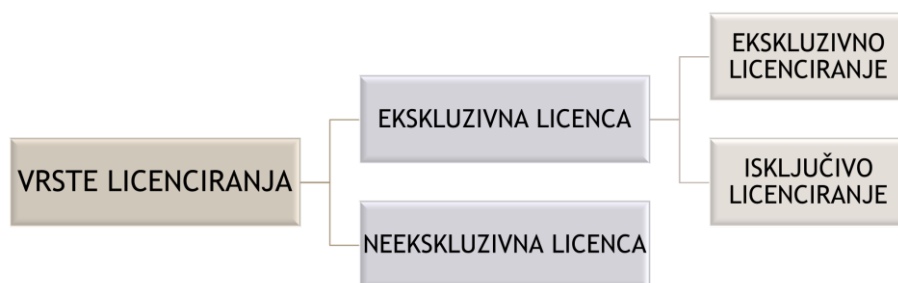 VRSTE LICENCIRANJA
EKSKLUZIVNA LICENCA
EKSKLUZIVNO
LICENCIRANJE
ISKLJUČIVO
LICENCIRANJE
NEEKSKLUZIVNA LICENCA